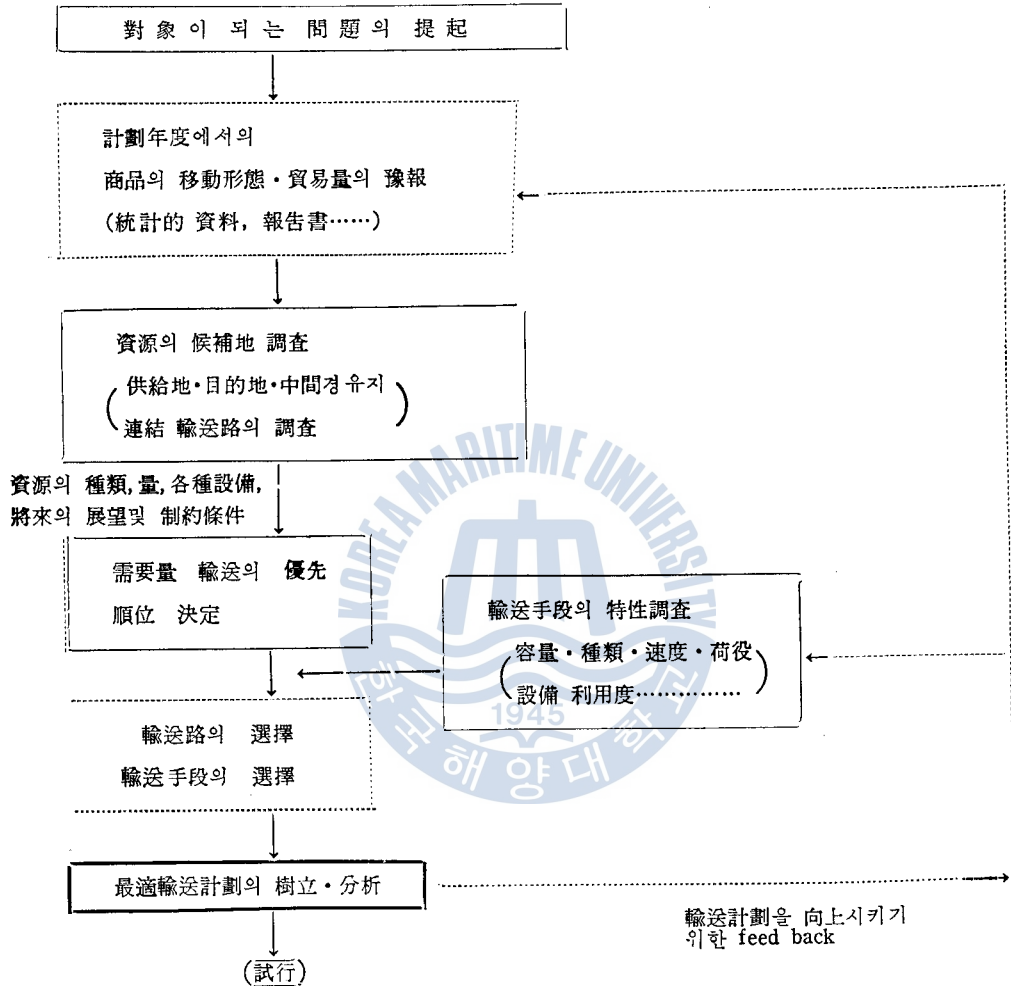 對象이 되는 問題의 提起
計劃年度에서의
商品의 移動形態・貿易量의 豫報
(統計的 資料, 報告書……)
資源의 候補地 調査
供給地・目的地・中間경유지
連結 輸送路의 調査
資源의 種類, 量, 各種設備,
將來의 展望및 制約條件
需要量 輸送의 優先
順位 決定
輸送手段의 特性調査
容量・種類・速度・荷役
設備 利用度……………
輸送路의 選擇
輸送手段의 選擇
最適輸送計劃의 樹立・分析
輸送計劃을 向上시키기
위한 feed back
(試行)
KOREA MARITIME UNIVERSITY
1945
한국해양대학교